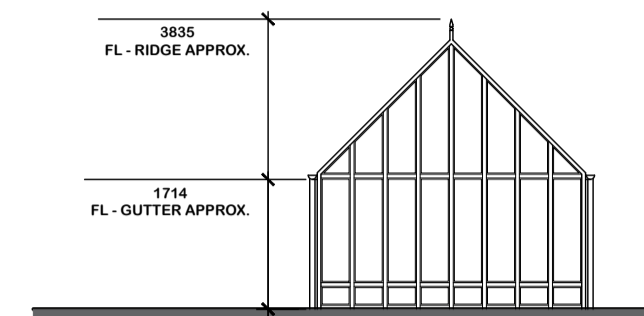 3835
FL - RIDGE APPROX.
1714
FL - GUTTER APPROX.